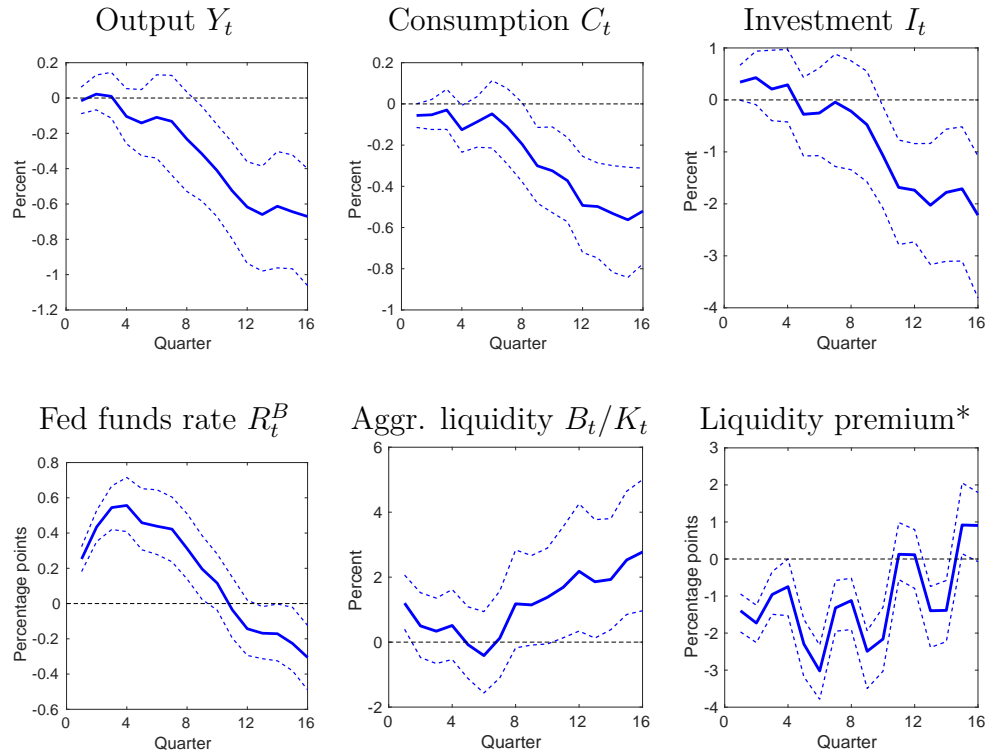 Output Y_t
Consumption C_t
Investment I_t
Percent
0.2
0
-0.2
-0.4
-0.6
-0.8
-1
-1.2
0 4 8 12 16
Quarter
Percent
0.2
0
-0.2
-0.4
-0.6
-0.8
-1
0 4 8 12 16
Quarter
Percent
1
0
-1
-2
-3
-4
0 4 8 12 16
Quarter
Fed funds rate R_t^B
Aggr. liquidity B_t/K_t
Liquidity premium*
Percentage points
0.8
0.6
0.4
0.2
0
-0.2
-0.4
-0.6
0 4 8 12 16
Quarter
Percent
6
4
2
0
-2
0 4 8 12 16
Quarter
Percentage points
3
2
1
0
-1
-2
-3
-4
0 4 8 12 16
Quarter